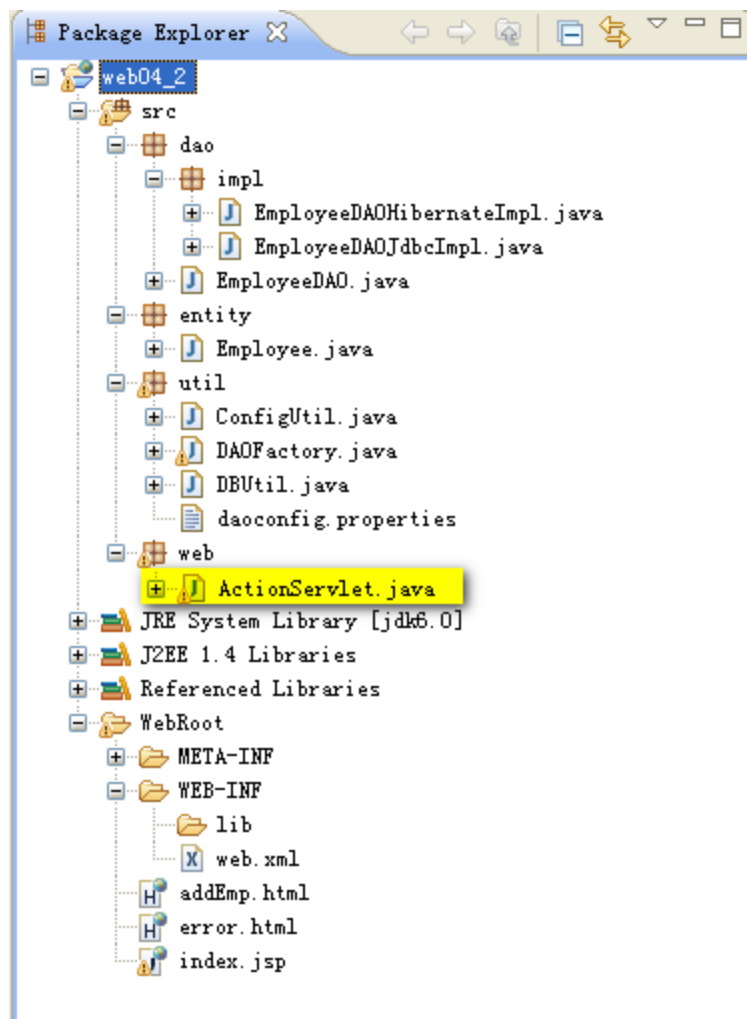 Package Explorer
web04_2
src
dao
impl
EmployeeDAOHibernateImpl.java
EmployeeDAOJdbcImpl.java
EmployeeDAO.java
entity
Employee.java
util
ConfigUtil.java
DAOFactory.java
DBUtil.java
daoconfig.properties
web
ActionServlet.java
JRE System Library [jdk6.0]
J2EE 1.4 Libraries
Referenced Libraries
WebRoot
META-INF
WEB-INF
lib
web.xml
addEmp.html
error.html
index.jsp